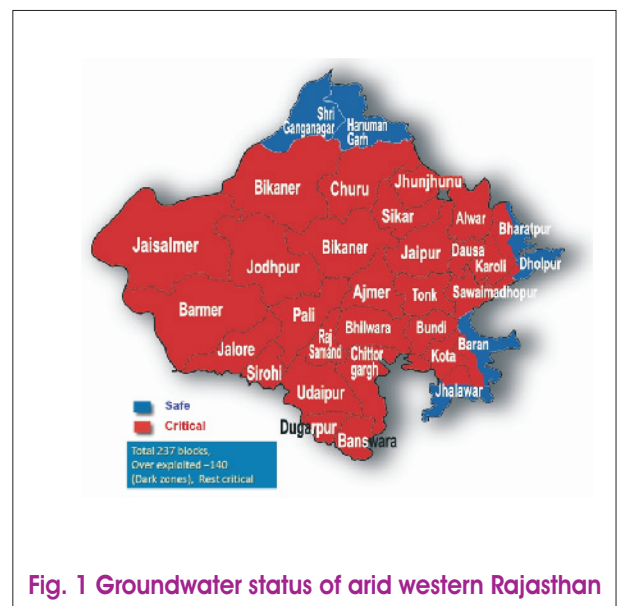 Shri
Ganganagar
Hanuman
Garh
Bikaner
Churu
Jhunjhunu
Sikar
Alwar
Bharatpur
Jaisalmer
Jodhpur
Bikaner
Jaipur
Dausa
Karoli
Dholpur
Ajmer
Tonk
Sawaimadhopur
Barmer
Pali
Bhilwara
Bundi
Baran
Raj
Samand
Jalore
Chittor
gargh
Kota
Sirohi
Udaipur
Jhalawar
Dugarpur
Banswara
Safe
Critical
Total 237 blocks,
Over exploited –140
(Dark zones), Rest critical
Fig. 1 Groundwater status of arid western Rajasthan